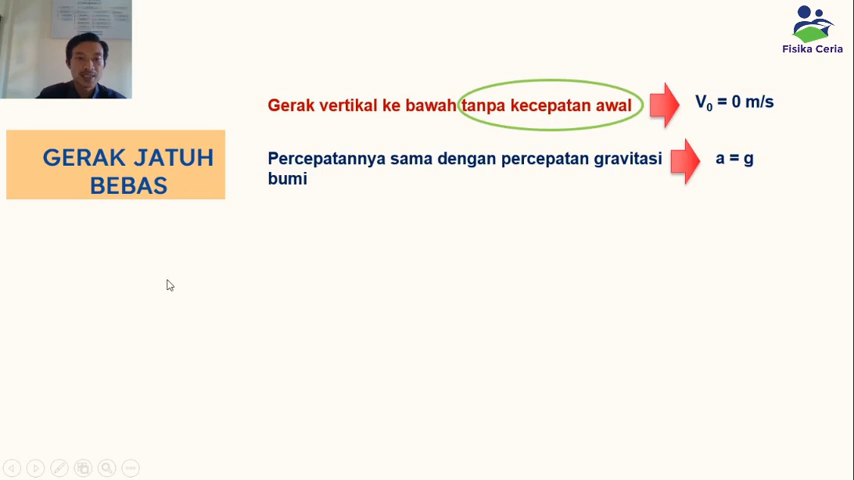 Fisika Ceria
Gerak vertikal ke bawah tanpa kecepatan awal
V₀ = 0 m/s
GERAK JATUH
BEBAS
Percepatannya sama dengan percepatan gravitasi
bumi
a = g